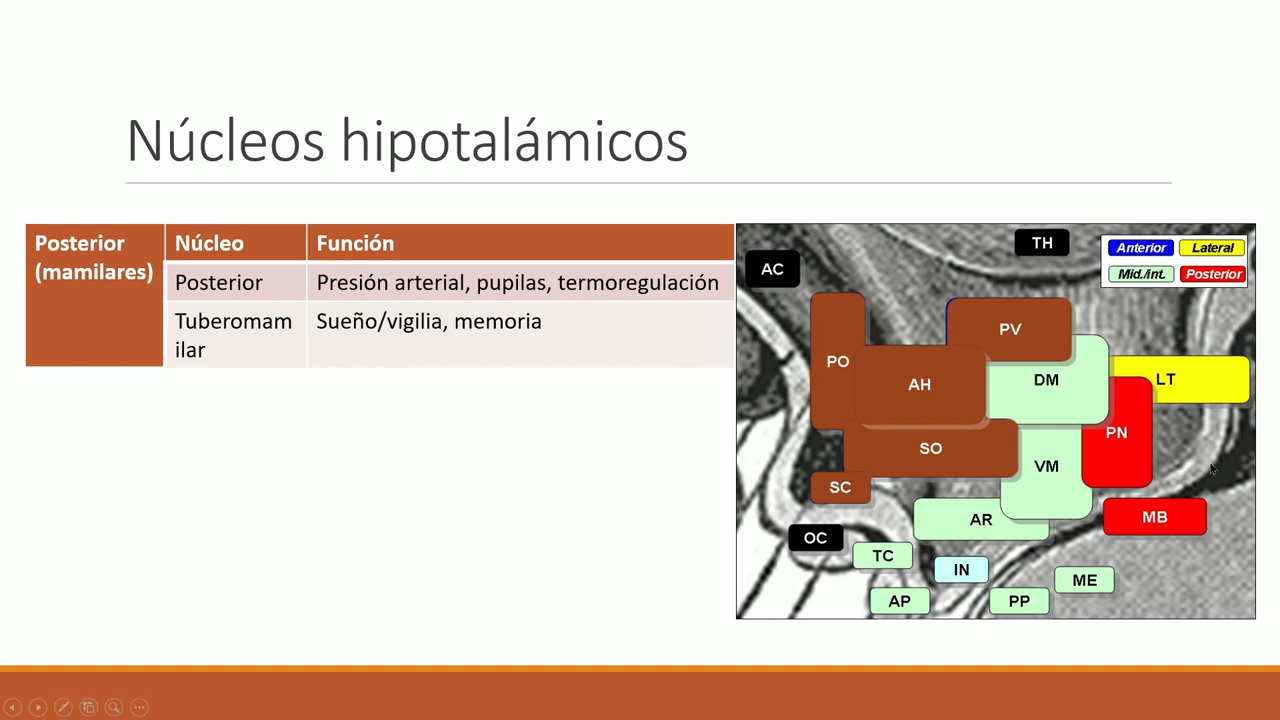 Núcleos hipotalámicos
Posterior
(mamilares)
Núcleo
Función
Posterior
Presión arterial, pupilas, termoregulación
Tuberomam
ilar
Sueño/vigilia, memoria
TH
AC
Anterior
Lateral
Mid./int.
Posterior
PV
PO
AH
DM
LT
PN
SO
VM
SC
AR
MB
OC
TC
IN
ME
AP
PP